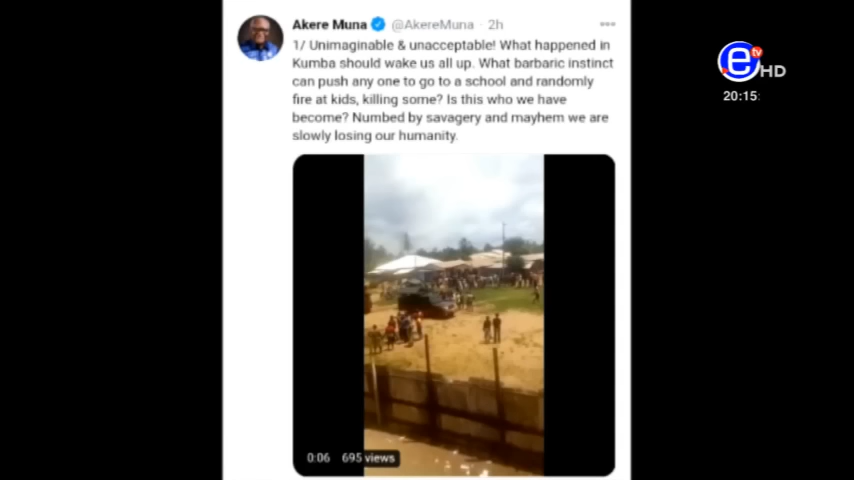 Akere Muna @AkereMuna · 2h
1/ Unimaginable & unacceptable! What happened in
Kumba should wake us all up. What barbaric instinct
can push any one to go to a school and randomly
fire at kids, killing some? Is this who we have
become? Numbed by savagery and mayhem we are
slowly losing our humanity.
0:06 695 views
e tv HD
20:15